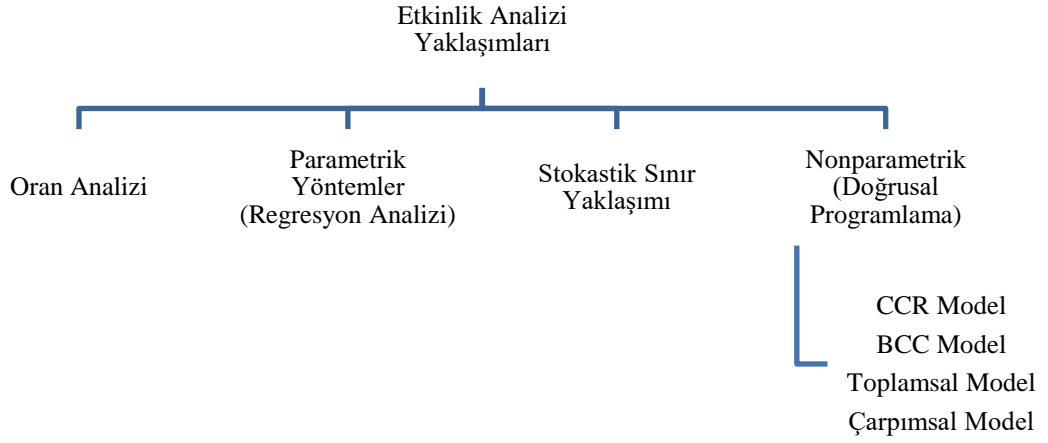 Etkinlik Analizi
Yaklaşımları
Oran Analizi
Parametrik
Yöntemler
(Regresyon Analizi)
Stokastik Sınır
Yaklaşımı
Nonparametrik
(Doğrusal
Programlama)
CCR Model
BCC Model
Toplamsal Model
Çarpımsal Model